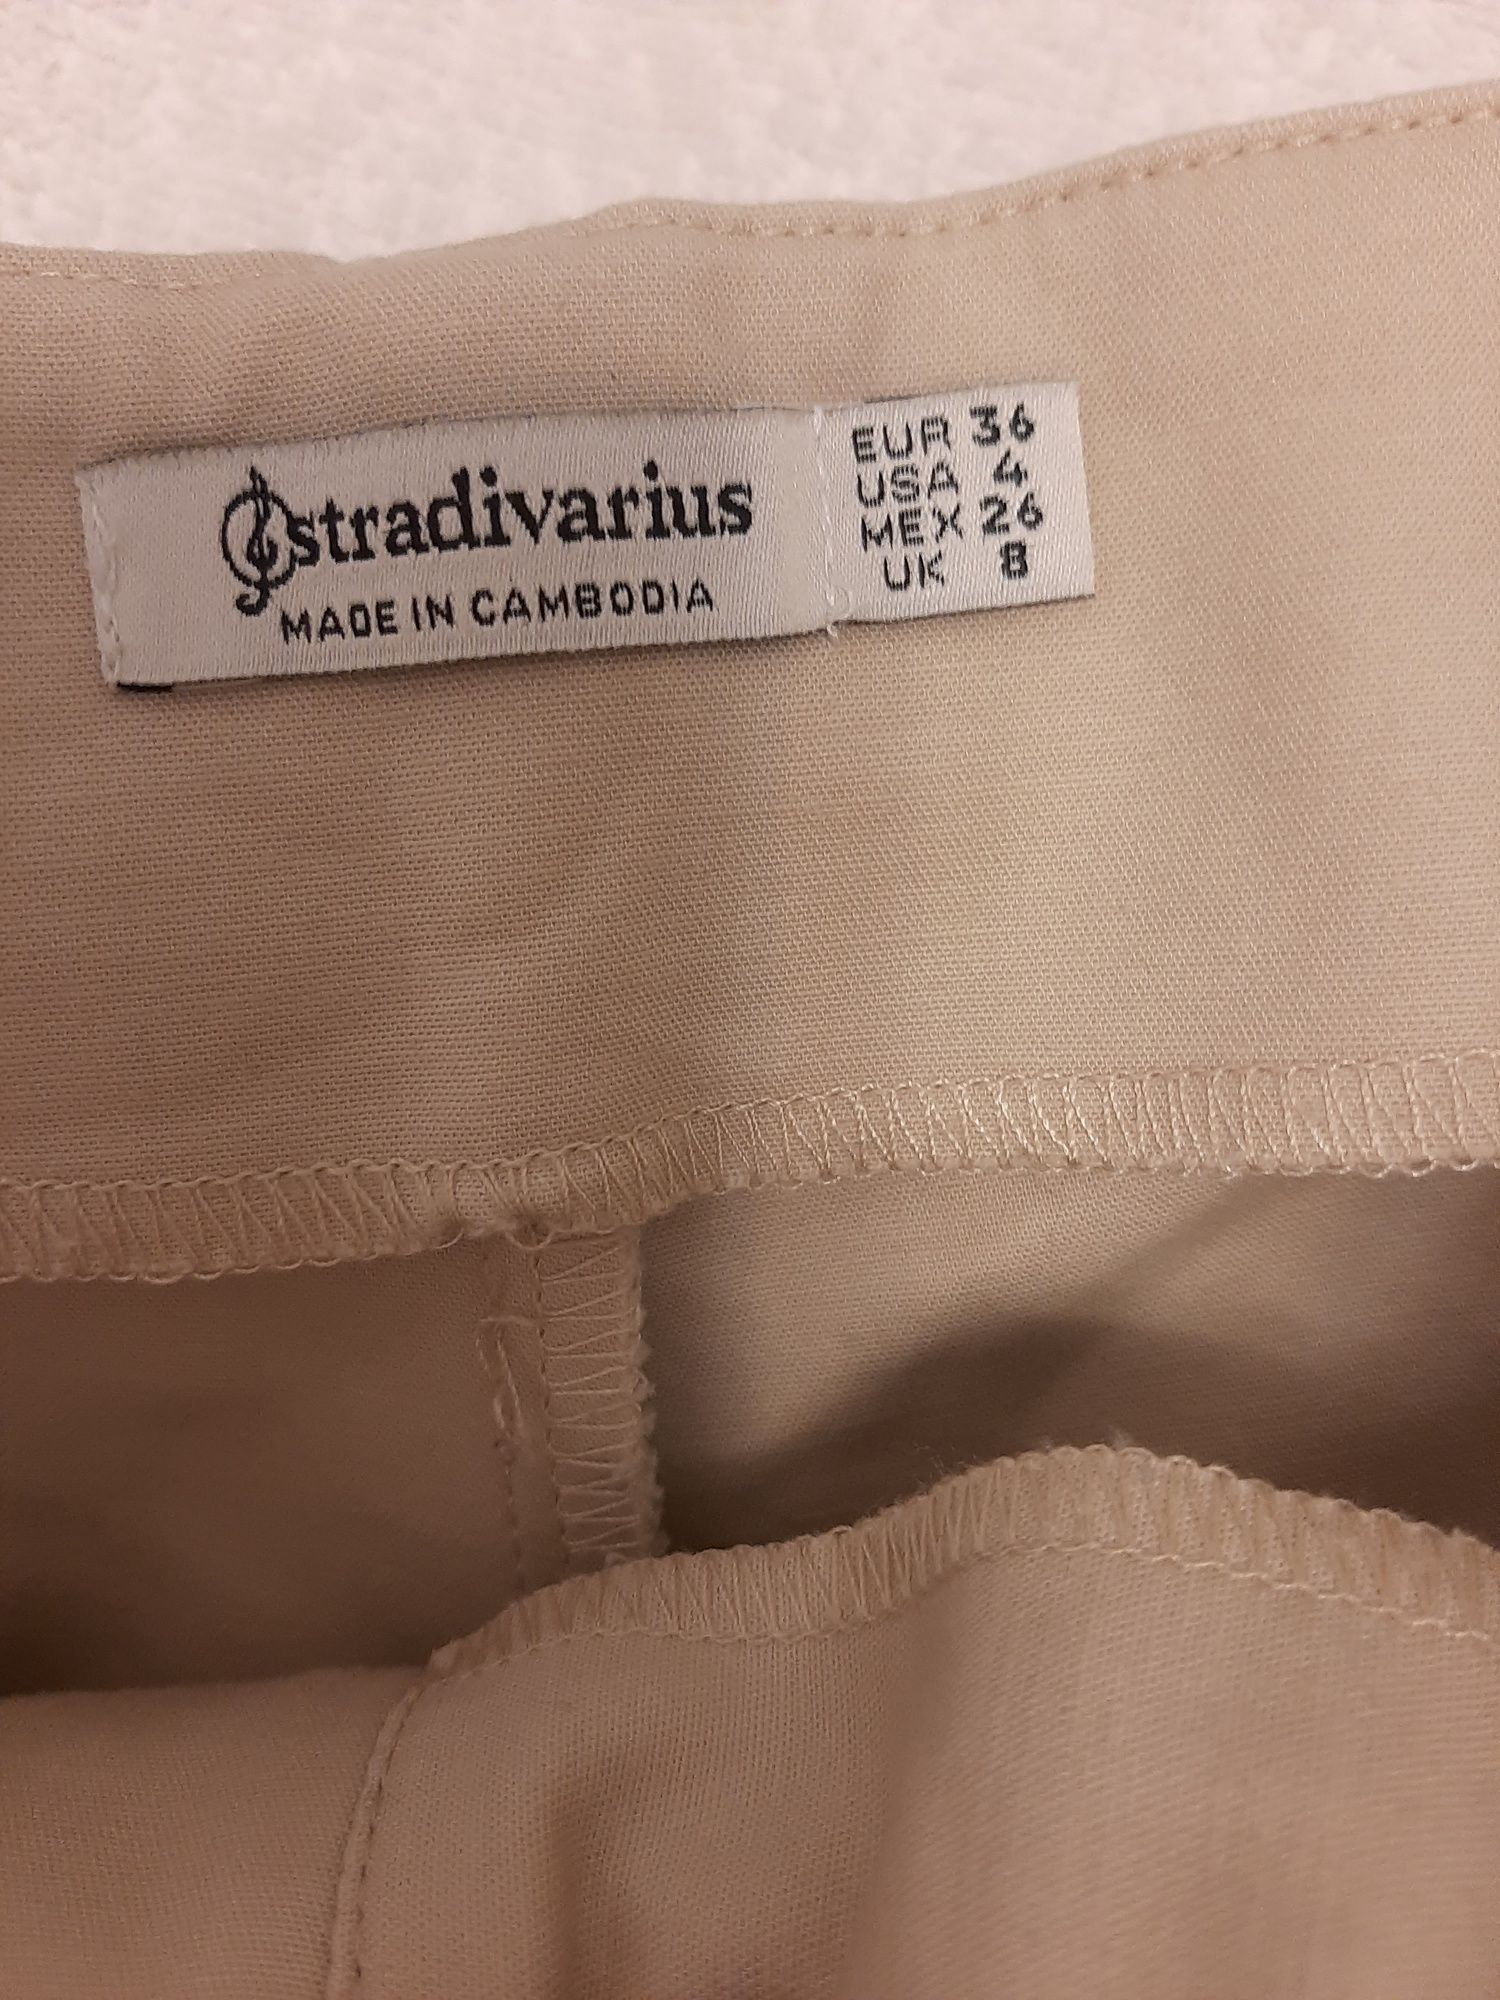 stradivarius
MADE IN CAMBODIA
EUR 36
USA 4
MEX 26
UK 8